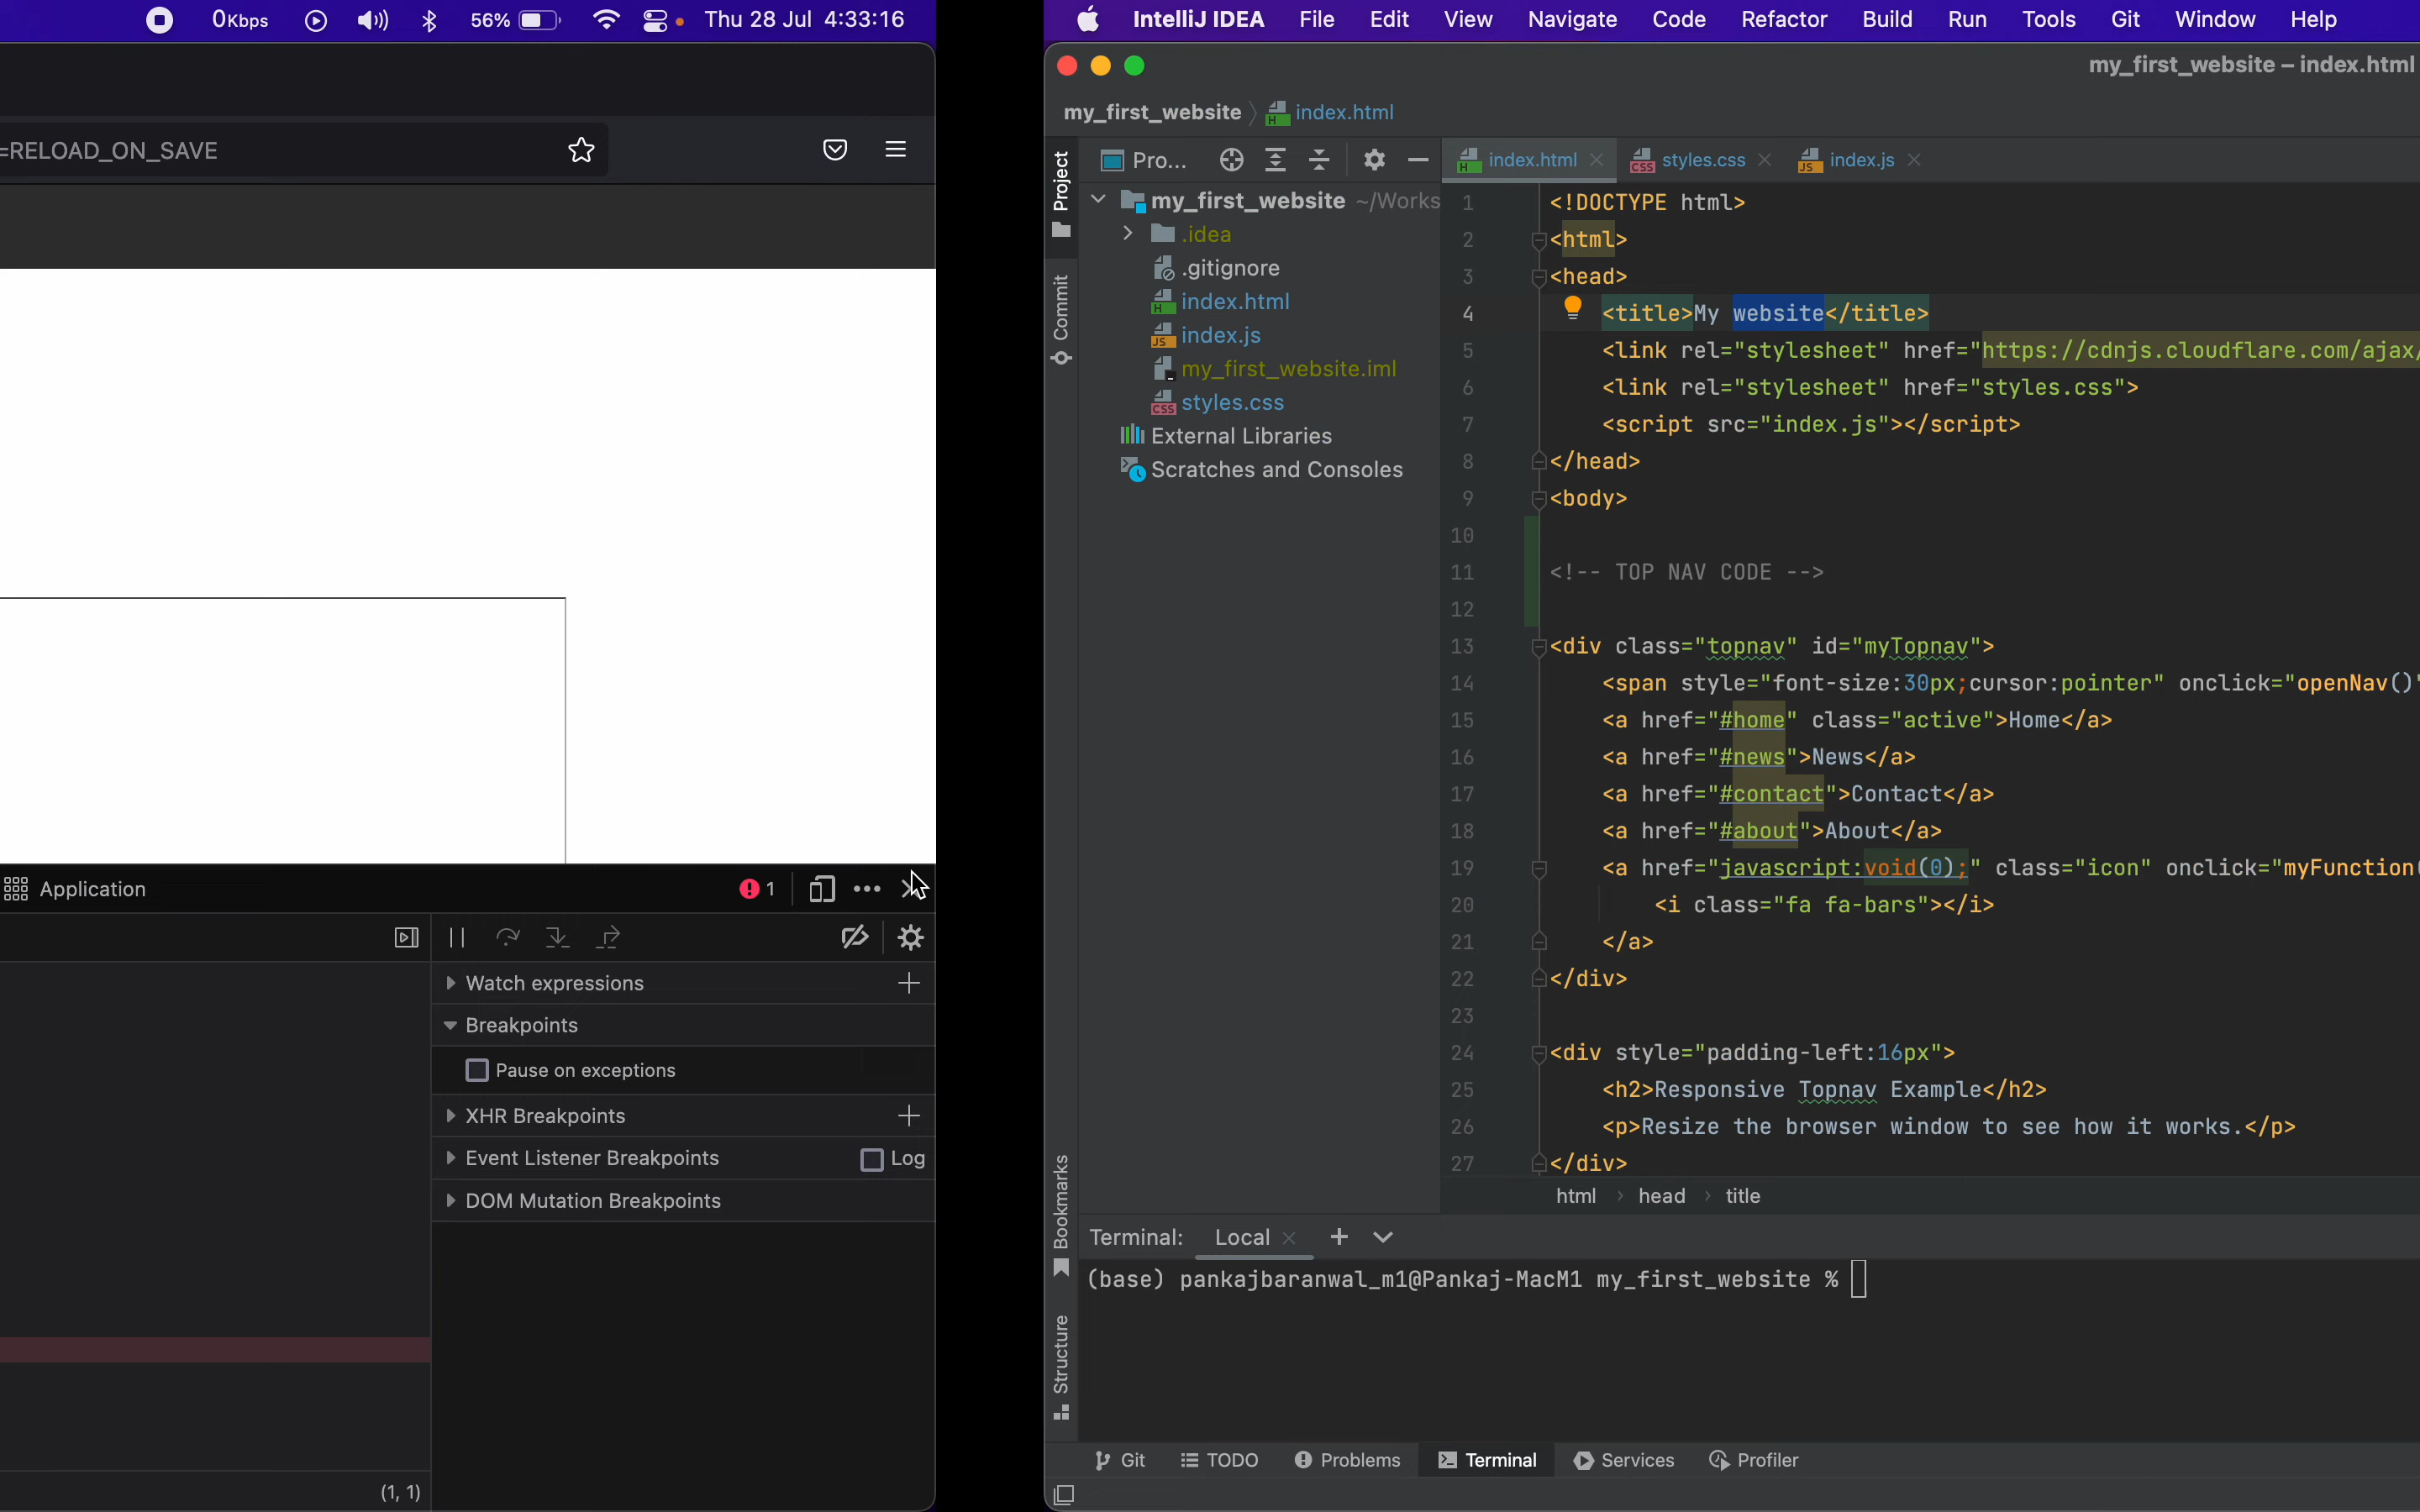 0Kbps 56% Thu 28 Jul 4:33:16
=RELOAD_ON_SAVE
Application 1
Watch expressions
Breakpoints
Pause on exceptions
XHR Breakpoints
Event Listener Breakpoints Log
DOM Mutation Breakpoints
(1, 1)
IntelliJ IDEA File Edit View Navigate Code Refactor Build Run Tools Git Window Help
my_first_website – index.html
my_first_website index.html
Project
Commit
Bookmarks
Structure
Pro...
my_first_website ~/Works
.idea
.gitignore
index.html
index.js
my_first_website.iml
styles.css
External Libraries
Scratches and Consoles
index.html styles.css index.js
1 <!DOCTYPE html>
2 <html>
3 <head>
4 <title>My website</title>
5 <link rel="stylesheet" href="https://cdnjs.cloudflare.com/ajax/
6 <link rel="stylesheet" href="styles.css">
7 <script src="index.js"></script>
8 </head>
9 <body>
10
11 <!-- TOP NAV CODE -->
12
13 <div class="topnav" id="myTopnav">
14 <span style="font-size:30px;cursor:pointer" onclick="openNav()"
15 <a href="#home" class="active">Home</a>
16 <a href="#news">News</a>
17 <a href="#contact">Contact</a>
18 <a href="#about">About</a>
19 <a href="javascript:void(0);" class="icon" onclick="myFunction(
20 <i class="fa fa-bars"></i>
21 </a>
22 </div>
23
24 <div style="padding-left:16px">
25 <h2>Responsive Topnav Example</h2>
26 <p>Resize the browser window to see how it works.</p>
27 </div>
html head title
Terminal: Local
(base) pankajbaranwal_m1@Pankaj-MacM1 my_first_website %
Git TODO Problems Terminal Services Profiler